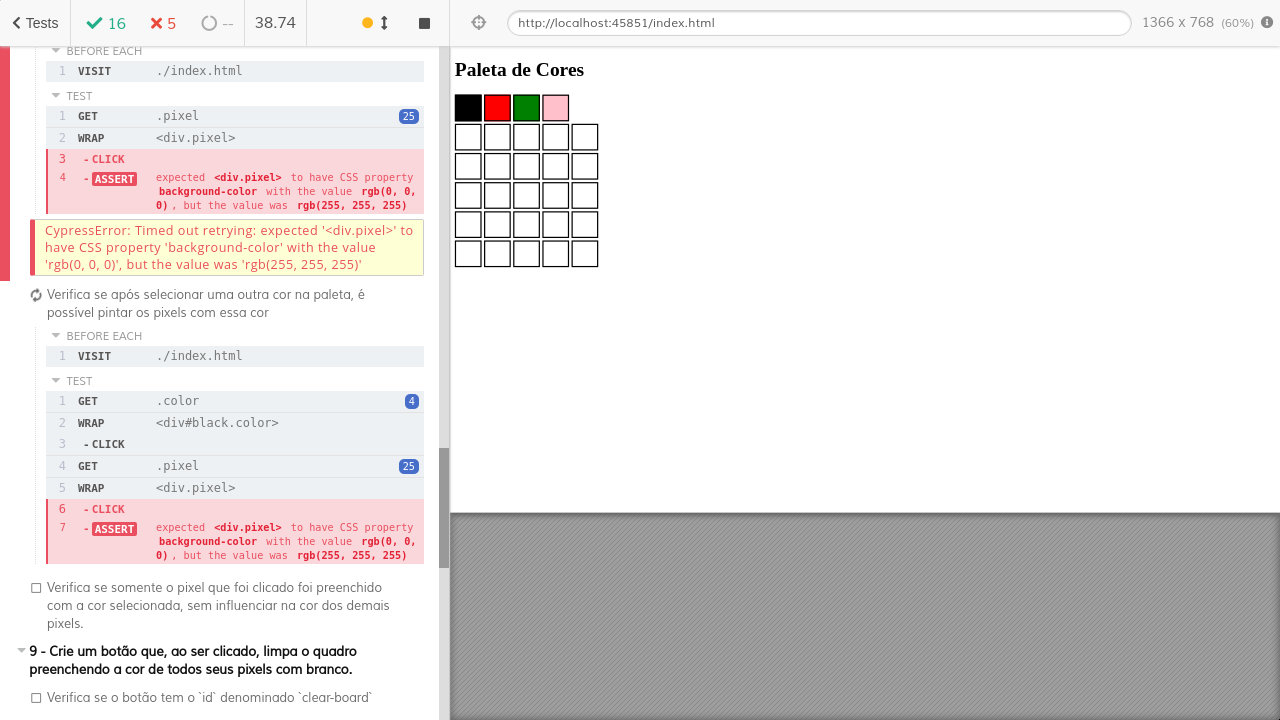 Tests 16 5 -- 38.74 http://localhost:45851/index.html 1366 x 768 (60%)
BEFORE EACH
1 VISIT ./index.html
TEST
1 GET .pixel 25
2 WRAP <div.pixel>
3 - CLICK
4 - ASSERT expected <div.pixel> to have CSS property
background-color with the value rgb(0, 0,
0) , but the value was rgb(255, 255, 255)
CypressError: Timed out retrying: expected '<div.pixel>' to
have CSS property 'background-color' with the value
'rgb(0, 0, 0)', but the value was 'rgb(255, 255, 255)'
Verifica se após selecionar uma outra cor na paleta, é
possível pintar os pixels com essa cor
BEFORE EACH
1 VISIT ./index.html
TEST
1 GET .color 4
2 WRAP <div#black.color>
3 - CLICK
4 GET .pixel 25
5 WRAP <div.pixel>
6 - CLICK
7 - ASSERT expected <div.pixel> to have CSS property
background-color with the value rgb(0, 0,
0) , but the value was rgb(255, 255, 255)
Verifica se somente o pixel que foi clicado foi preenchido
com a cor selecionada, sem influenciar na cor dos demais
pixels.
9 - Crie um botão que, ao ser clicado, limpa o quadro
preenchendo a cor de todos seus pixels com branco.
Verifica se o botão tem o `id` denominado `clear-board`
Paleta de Cores